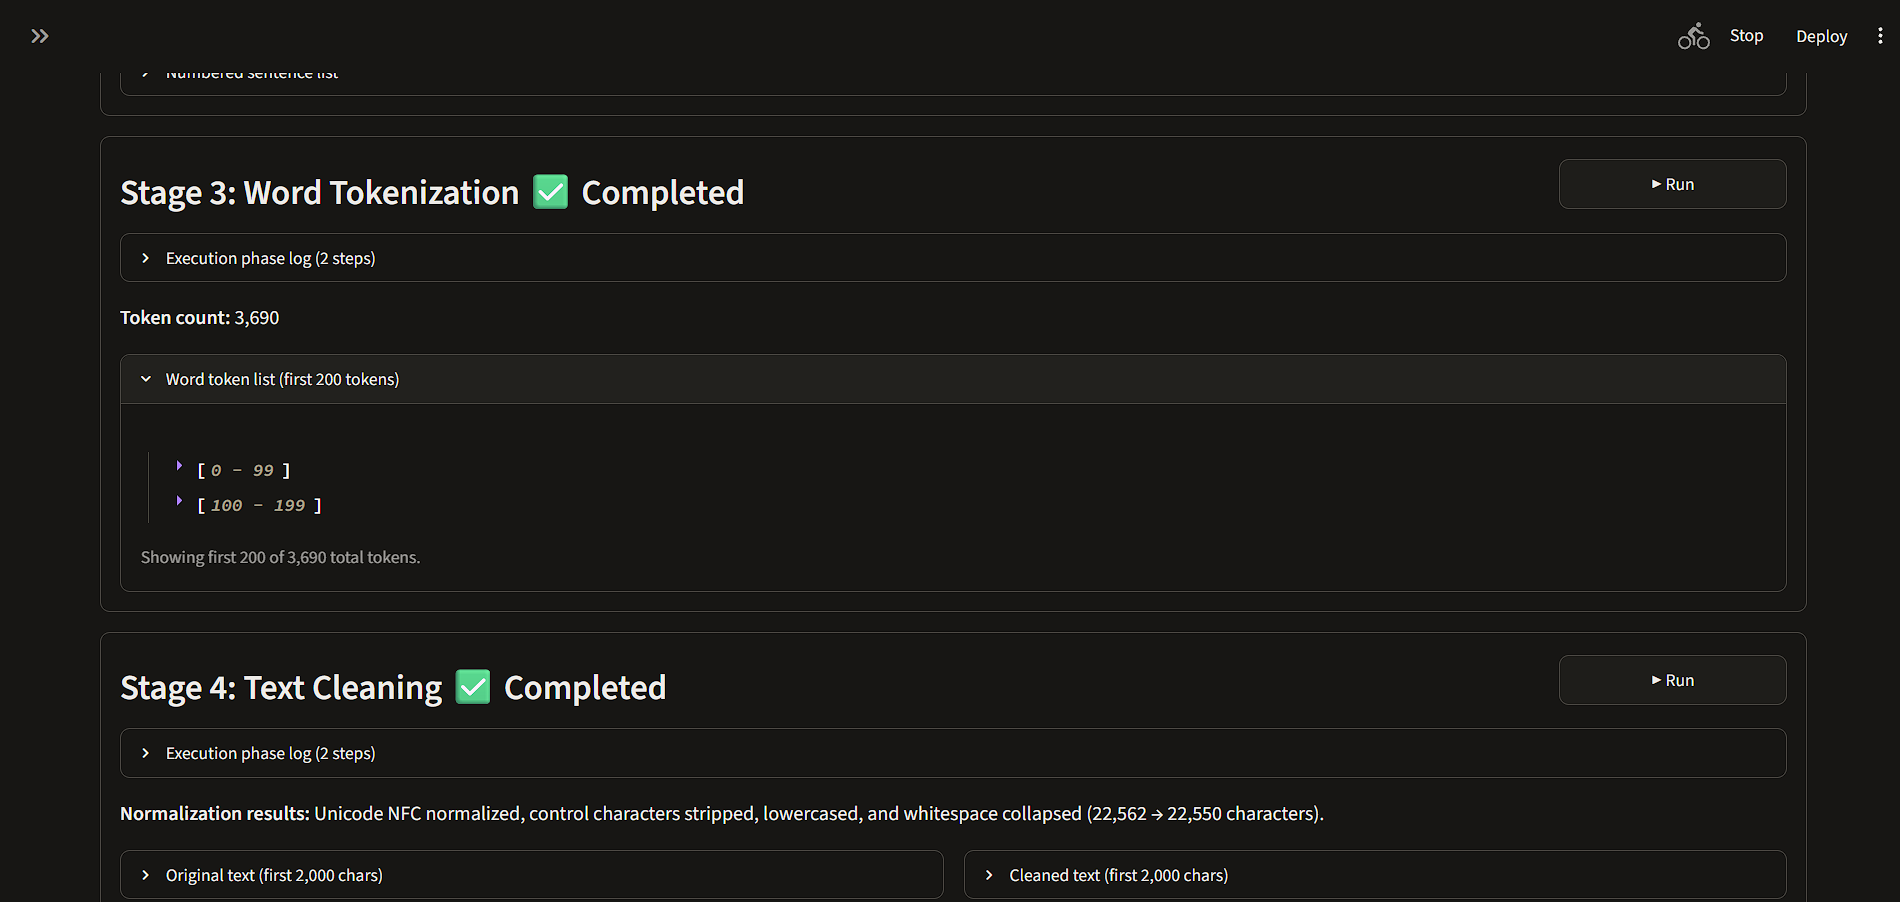 Stop
Deploy
Numbered sentence list
Stage 3: Word Tokenization ✅ Completed
Run
Execution phase log (2 steps)
Token count: 3,690
Word token list (first 200 tokens)
[ 0 – 99 ]
[ 100 – 199 ]
Showing first 200 of 3,690 total tokens.
Stage 4: Text Cleaning ✅ Completed
Run
Execution phase log (2 steps)
Normalization results: Unicode NFC normalized, control characters stripped, lowercased, and whitespace collapsed (22,562 → 22,550 characters).
Original text (first 2,000 chars)
Cleaned text (first 2,000 chars)